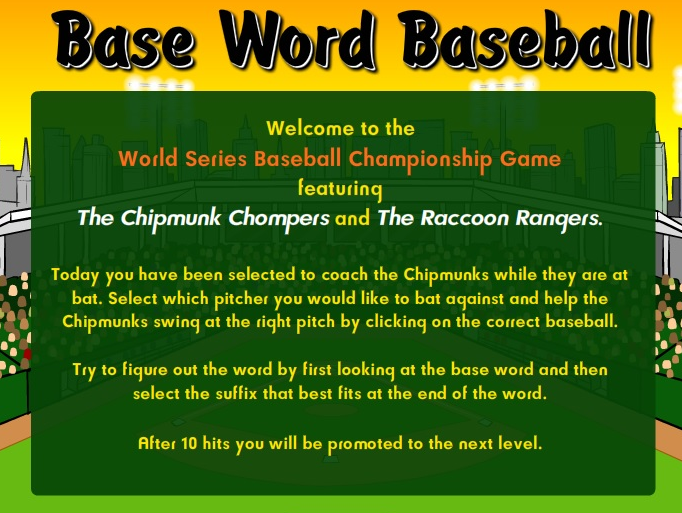 Base Word Baseball
Welcome to the
World Series Baseball Championship Game
featuring
The Chipmunk Chompers and The Raccoon Rangers.
Today you have been selected to coach the Chipmunks while they are at
bat. Select which pitcher you would like to bat against and help the
Chipmunks swing at the right pitch by clicking on the correct baseball.
Try to figure out the word by first looking at the base word and then
select the suffix that best fits at the end of the word.
After 10 hits you will be promoted to the next level.